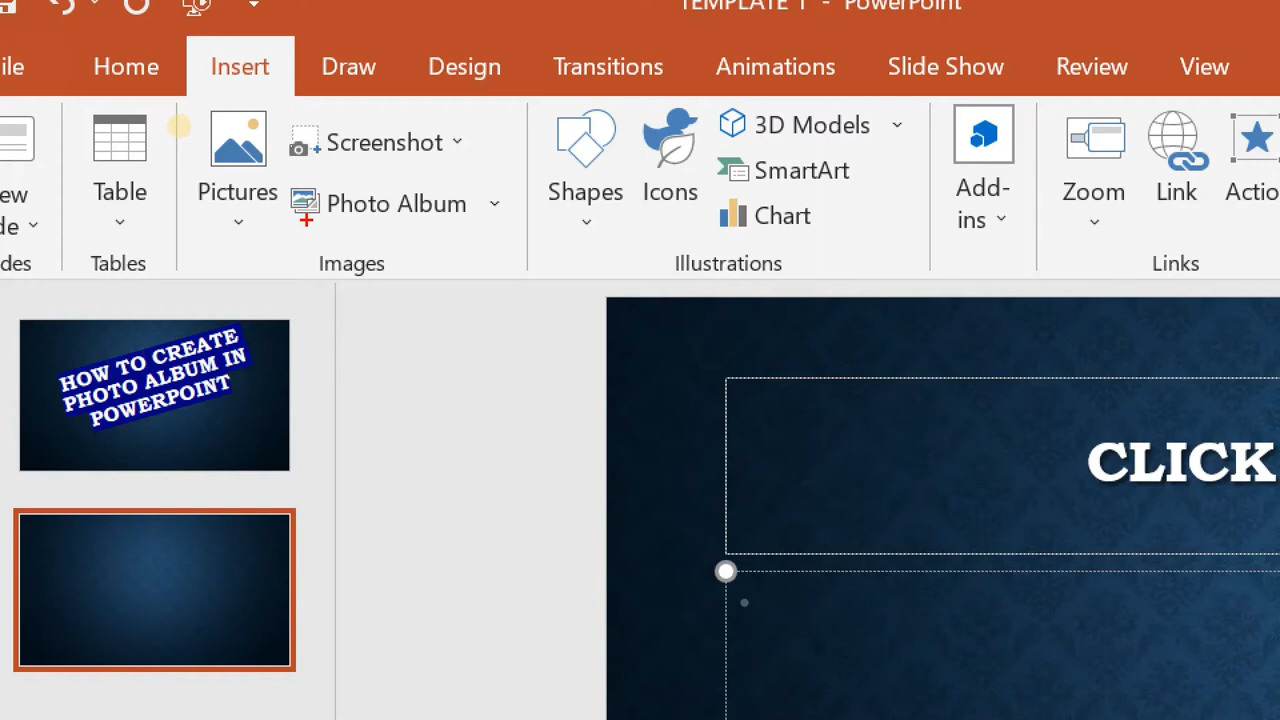 TEMPLATE 1 - PowerPoint
ile Home Insert Draw Design Transitions Animations Slide Show Review View
ew
de
des
Table
Tables
Pictures
Screenshot
Photo Album
Images
Shapes
Icons
3D Models
SmartArt
Chart
Illustrations
Add-
ins
Zoom
Link
Actio
Links
HOW TO CREATE
PHOTO ALBUM IN
POWERPOINT
CLICK